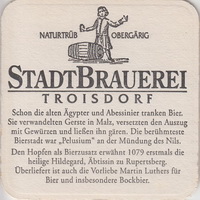 NATURTRÜB OBERGÄRIG
STADTBRAUEREI
TROISDORF
Schon die alten Ägypter und Abessinier tranken Bier.
Sie verwandelten Gerste in Malz, versetzten den Auszug
mit Gewürzen und ließen ihn gären. Die berühmteste
Bierstadt war „Pelusium" an der Mündung des Nils.
Den Hopfen als Bierzusatz erwähnt 1079 erstmals die
heilige Hildegard, Äbtissin zu Rupertsberg.
Überliefert ist auch die Vorliebe Martin Luthers für
Bier und insbesondere Bockbier.